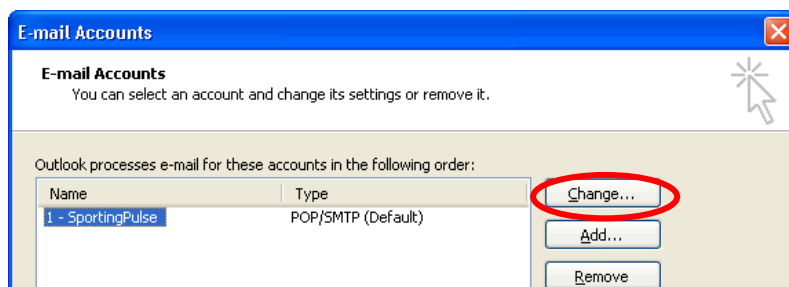 E-mail Accounts
E-mail Accounts
You can select an account and change its settings or remove it.
Outlook processes e-mail for these accounts in the following order:
Name Type
Change...
1 - SportingPulse POP/SMTP (Default)
Add...
Remove